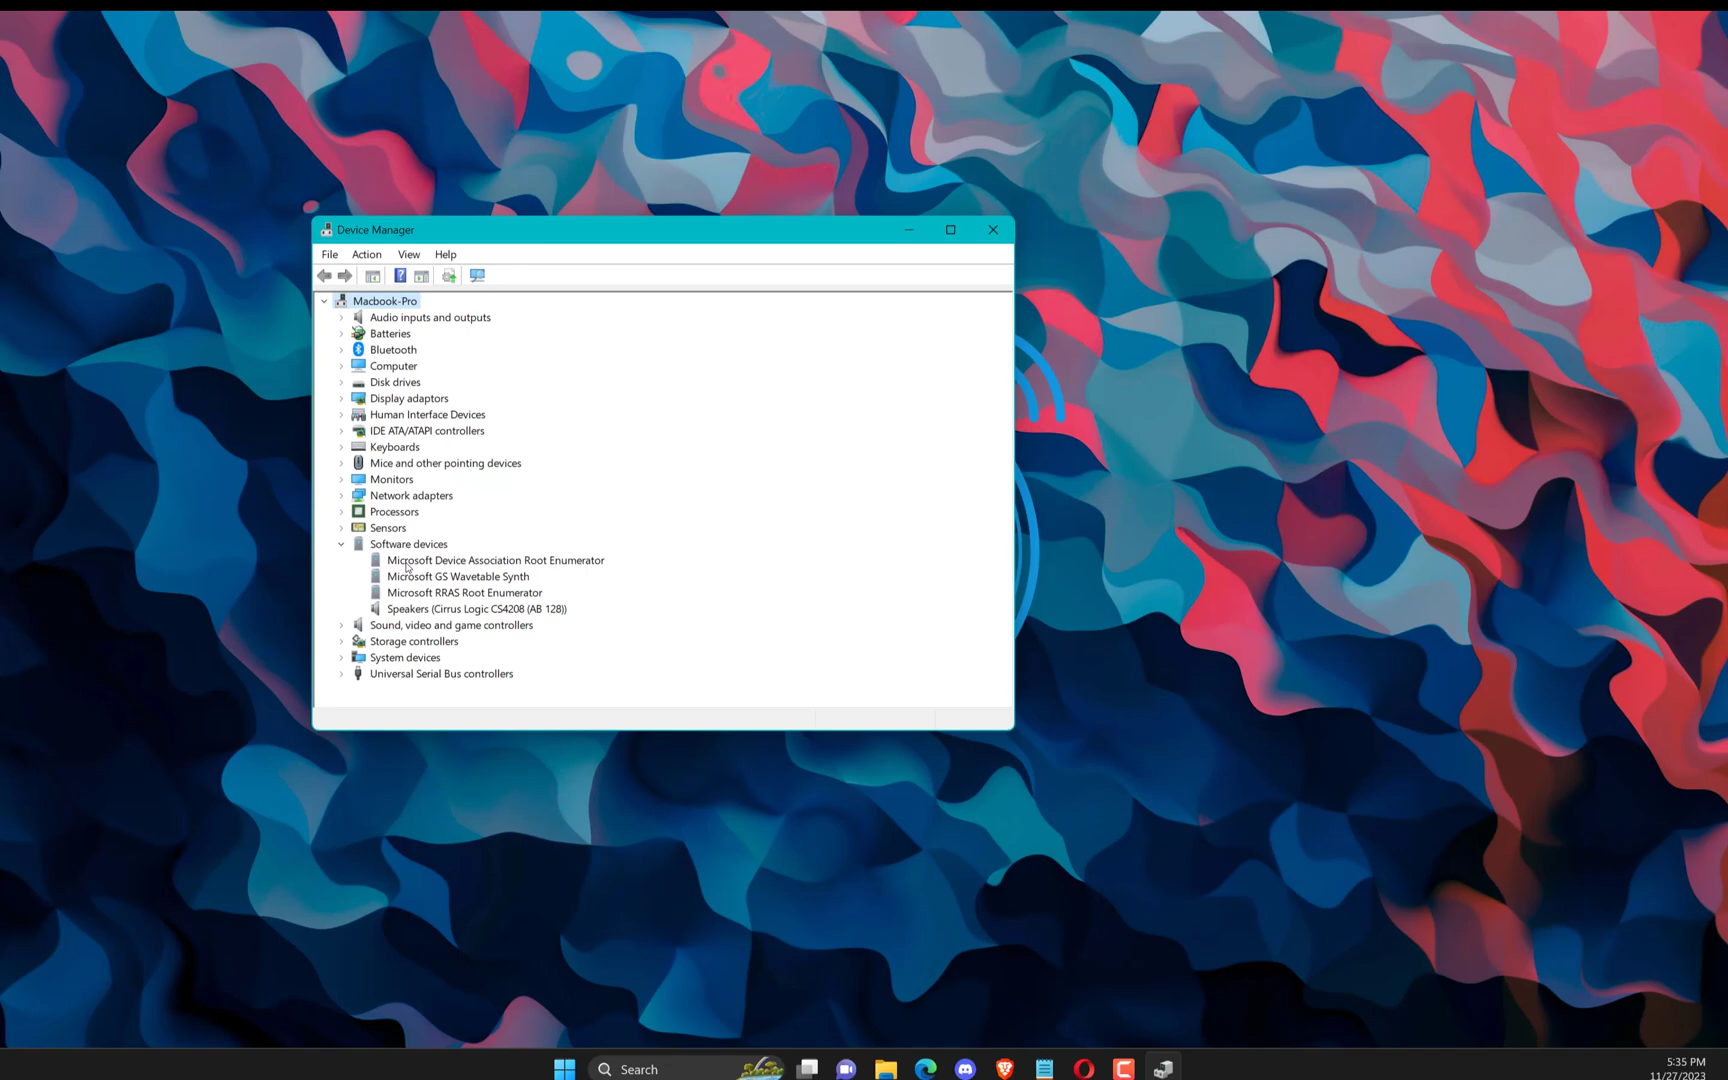 Device Manager
File Action View Help
Macbook-Pro
Audio inputs and outputs
Batteries
Bluetooth
Computer
Disk drives
Display adaptors
Human Interface Devices
IDE ATA/ATAPI controllers
Keyboards
Mice and other pointing devices
Monitors
Network adapters
Processors
Sensors
Software devices
Microsoft Device Association Root Enumerator
Microsoft GS Wavetable Synth
Microsoft RRAS Root Enumerator
Speakers (Cirrus Logic CS4208 (AB 128))
Sound, video and game controllers
Storage controllers
System devices
Universal Serial Bus controllers
Search
5:35 PM
11/27/2023